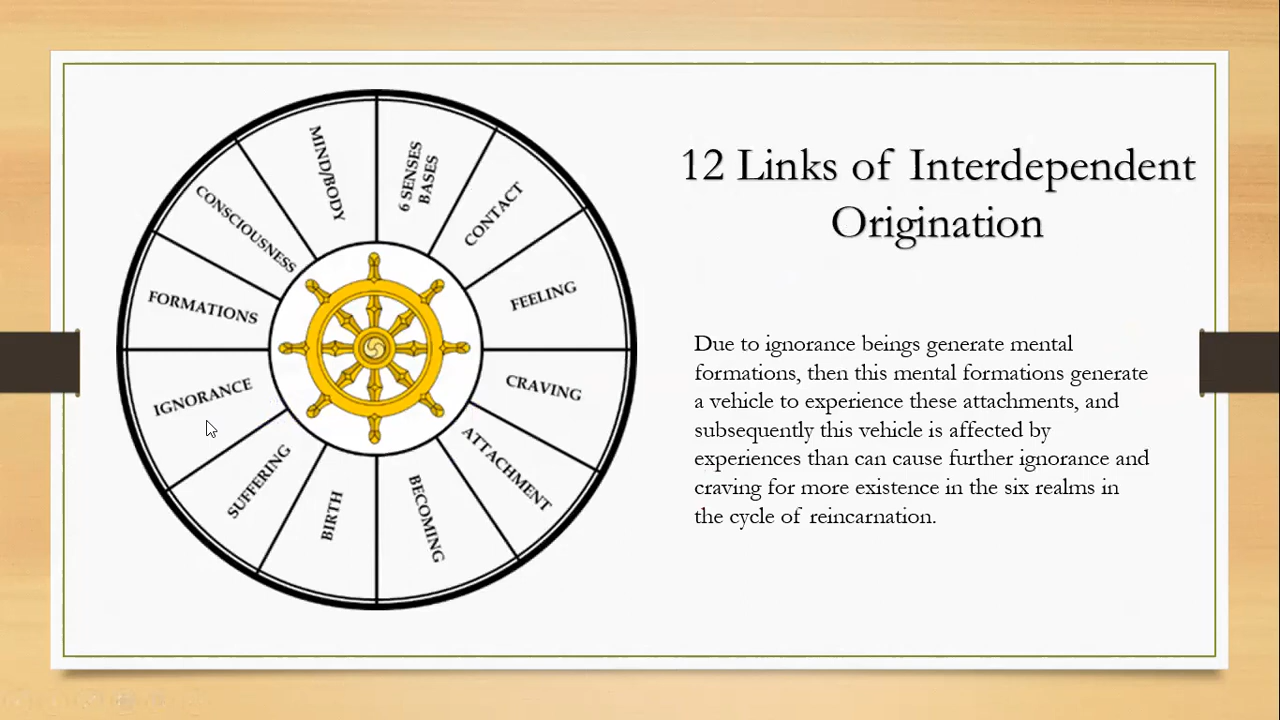 MIND/BODY
6 SENSES
BASES
CONTACT
FEELING
CRAVING
ATTACHMENT
BECOMING
BIRTH
SUFFERING
IGNORANCE
FORMATIONS
CONSCIOUSNESS
12 Links of Interdependent
Origination
Due to ignorance beings generate mental
formations, then this mental formations generate
a vehicle to experience these attachments, and
subsequently this vehicle is affected by
experiences than can cause further ignorance and
craving for more existence in the six realms in
the cycle of reincarnation.